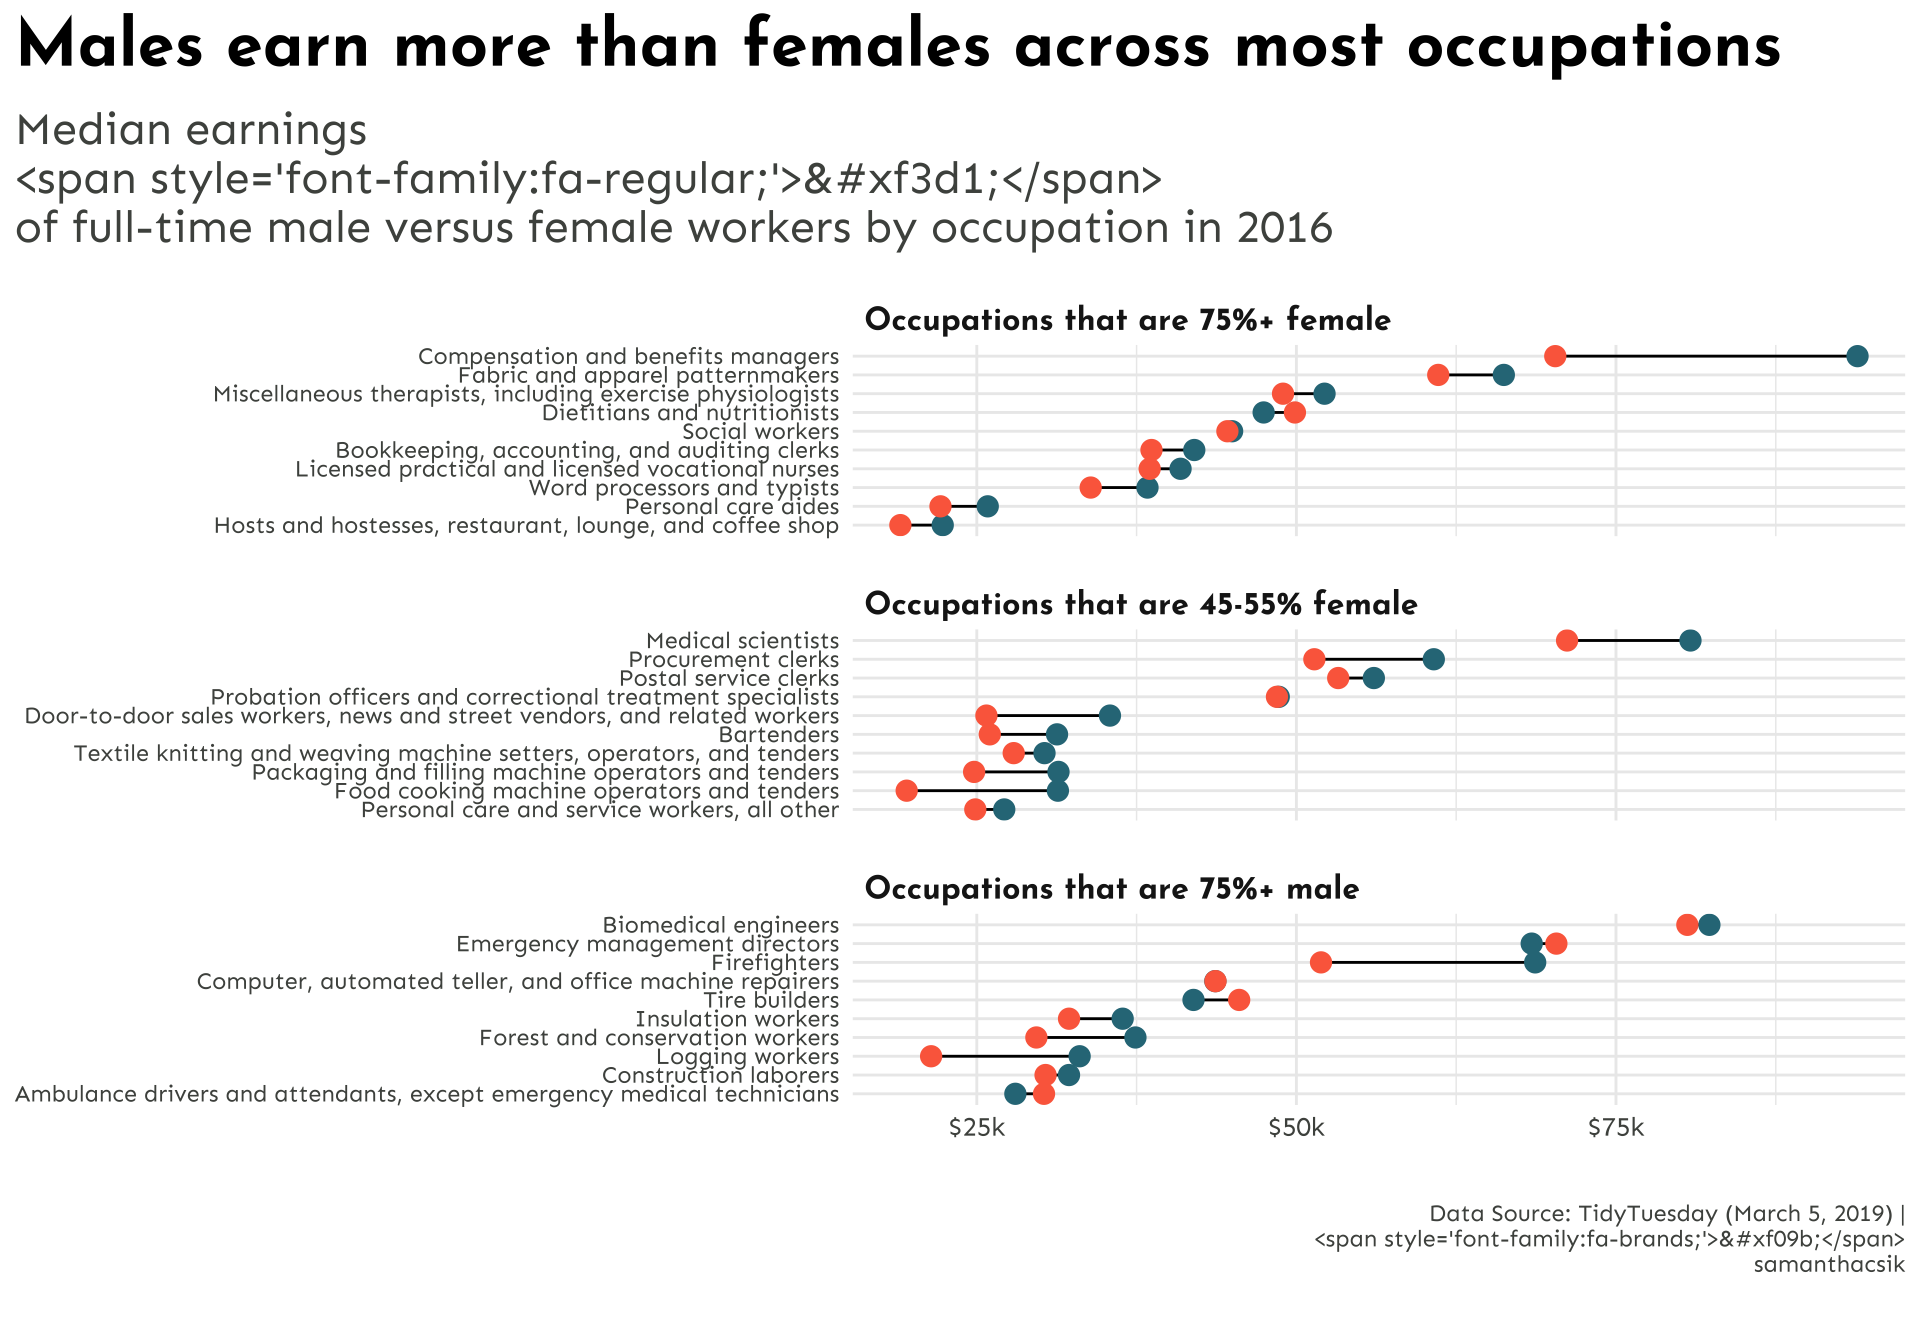 Males earn more than females across most occupations
Median earnings
<span style='font-family:fa-regular;'>&#xf3d1;</span>
of full-time male versus female workers by occupation in 2016
Occupations that are 75%+ female
Compensation and benefits managers
Fabric and apparel patternmakers
Miscellaneous therapists, including exercise physiologists
Dietitians and nutritionists
Social workers
Bookkeeping, accounting, and auditing clerks
Licensed practical and licensed vocational nurses
Word processors and typists
Personal care aides
Hosts and hostesses, restaurant, lounge, and coffee shop
Occupations that are 45-55% female
Medical scientists
Procurement clerks
Postal service clerks
Probation officers and correctional treatment specialists
Door-to-door sales workers, news and street vendors, and related workers
Bartenders
Textile knitting and weaving machine setters, operators, and tenders
Packaging and filling machine operators and tenders
Food cooking machine operators and tenders
Personal care and service workers, all other
Occupations that are 75%+ male
Biomedical engineers
Emergency management directors
Firefighters
Computer, automated teller, and office machine repairers
Tire builders
Insulation workers
Forest and conservation workers
Logging workers
Construction laborers
Ambulance drivers and attendants, except emergency medical technicians
$25k $50k $75k
Data Source: TidyTuesday (March 5, 2019) |
<span style='font-family:fa-brands;'>&#xf09b;</span>
samanthacsik